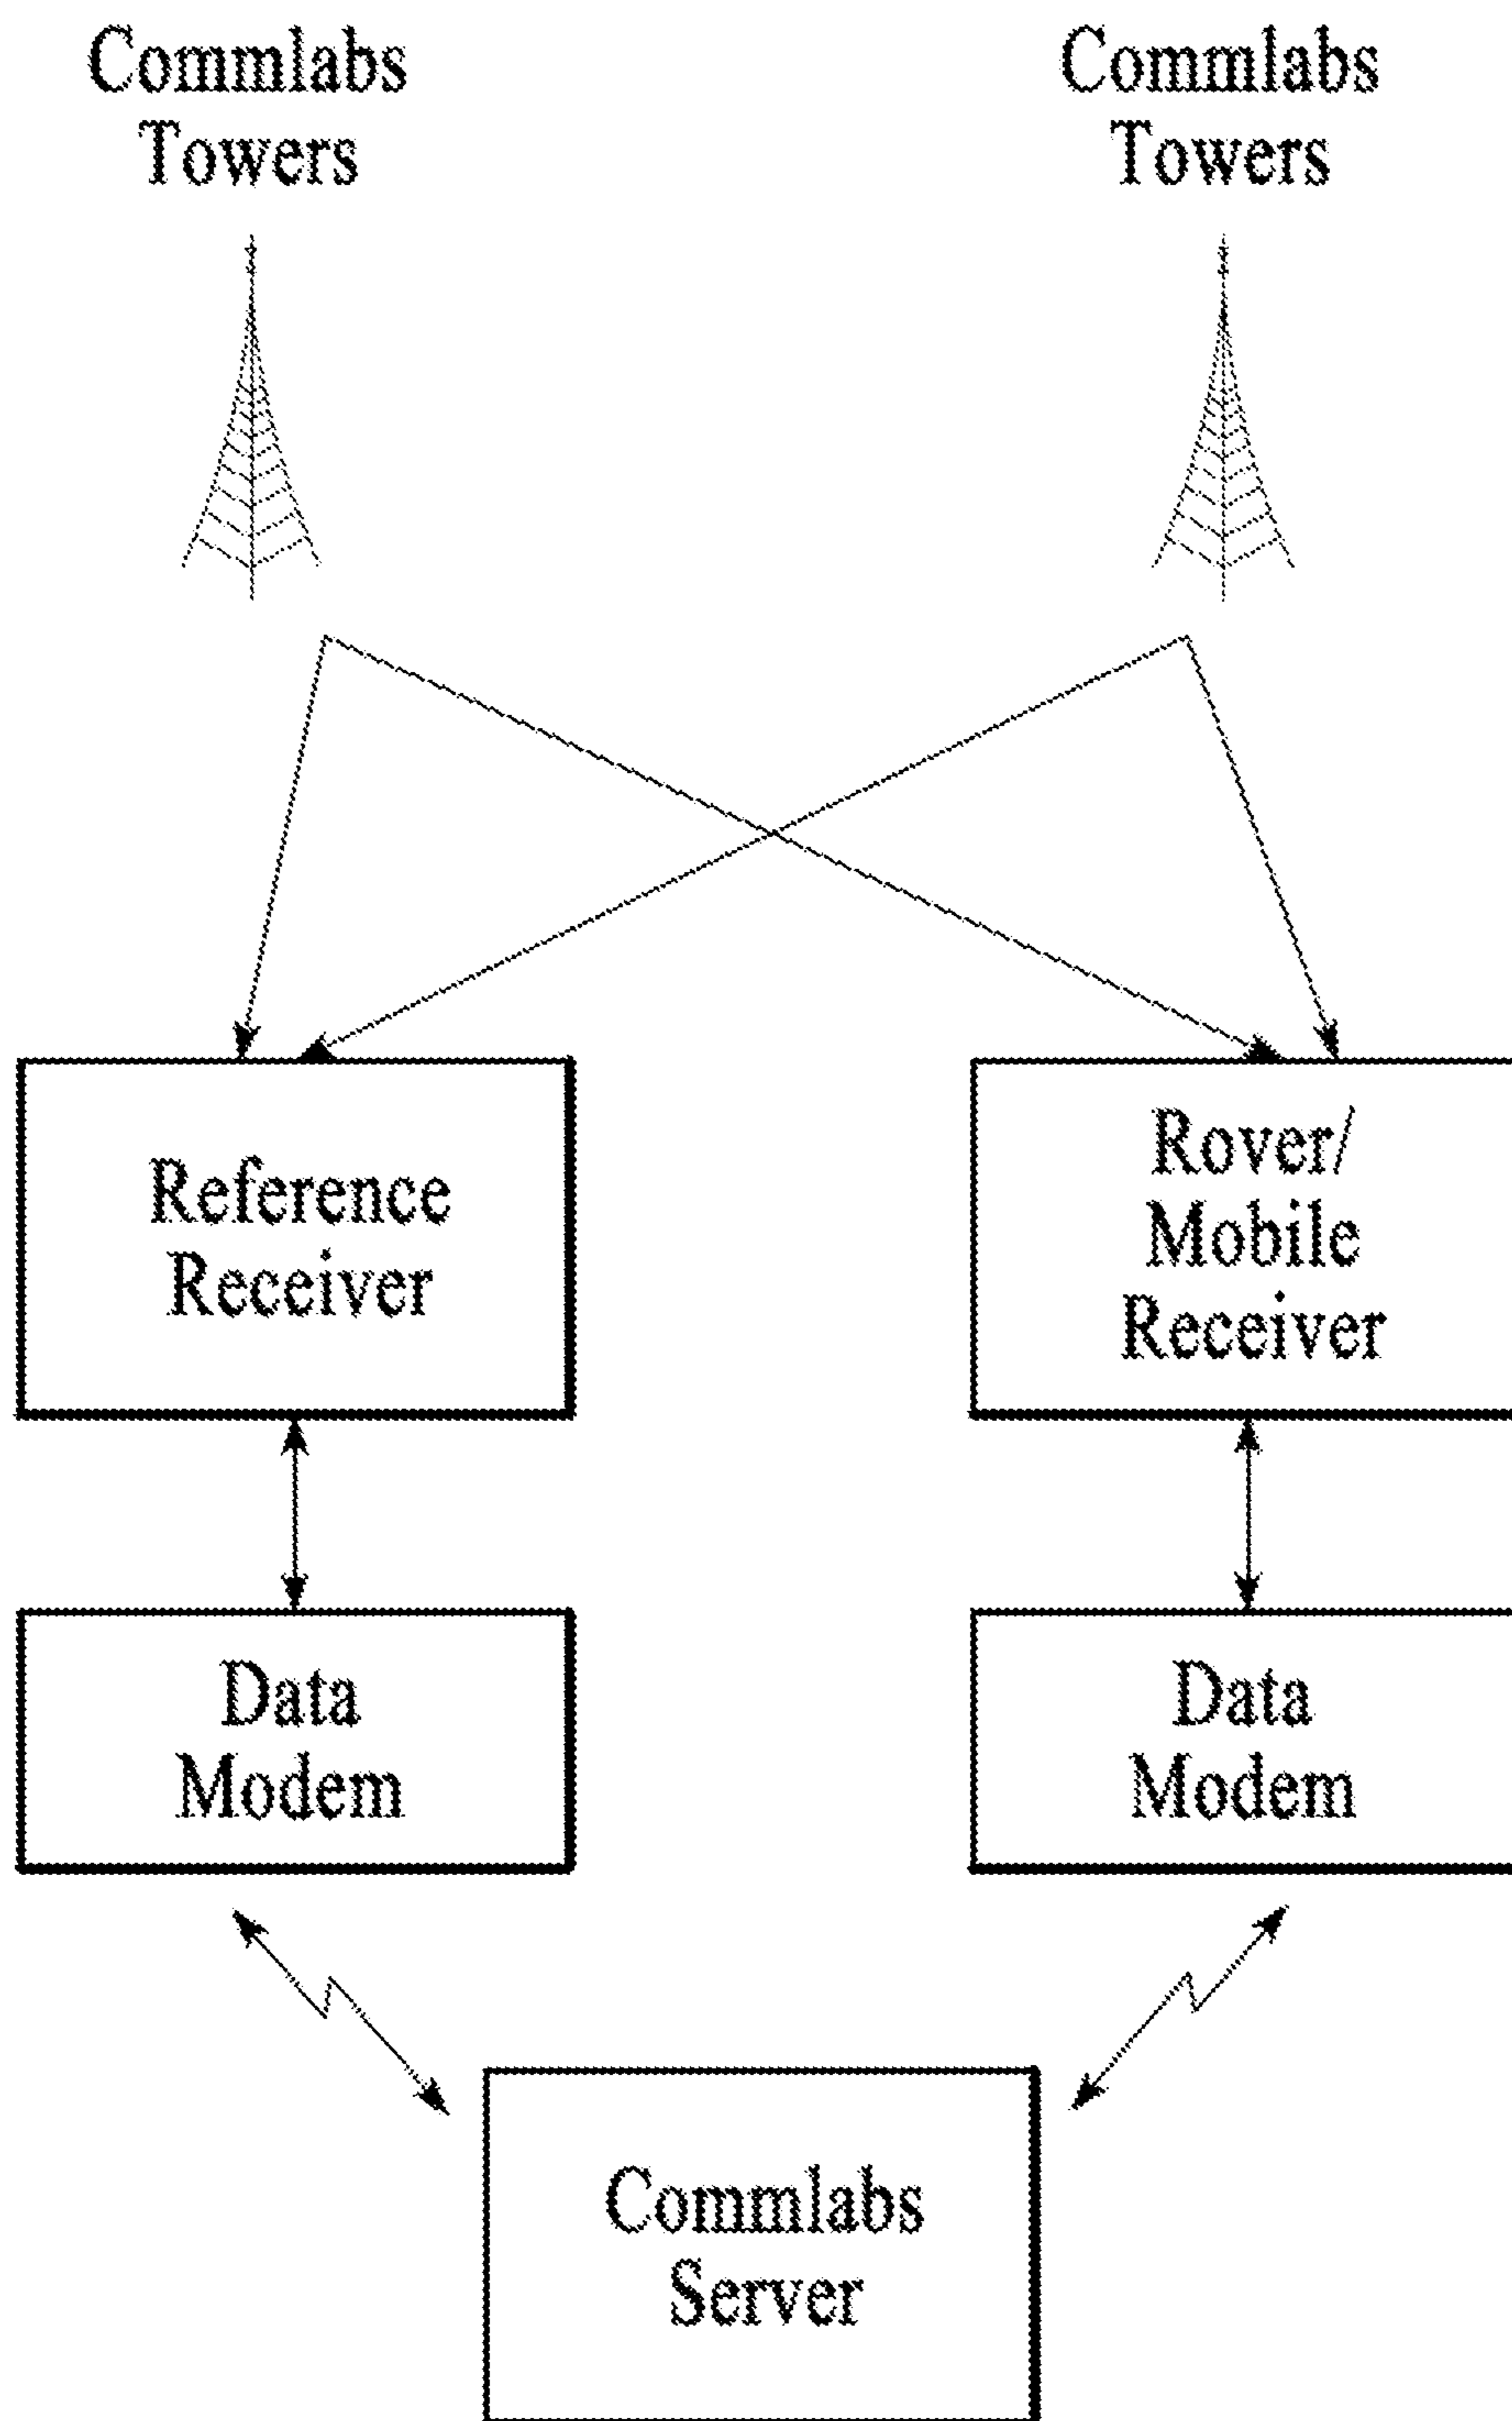 Commlabs
Towers
Commlabs
Towers
Reference
Receiver
Rover/
Mobile
Receiver
Data
Modem
Data
Modem
Commlabs
Server